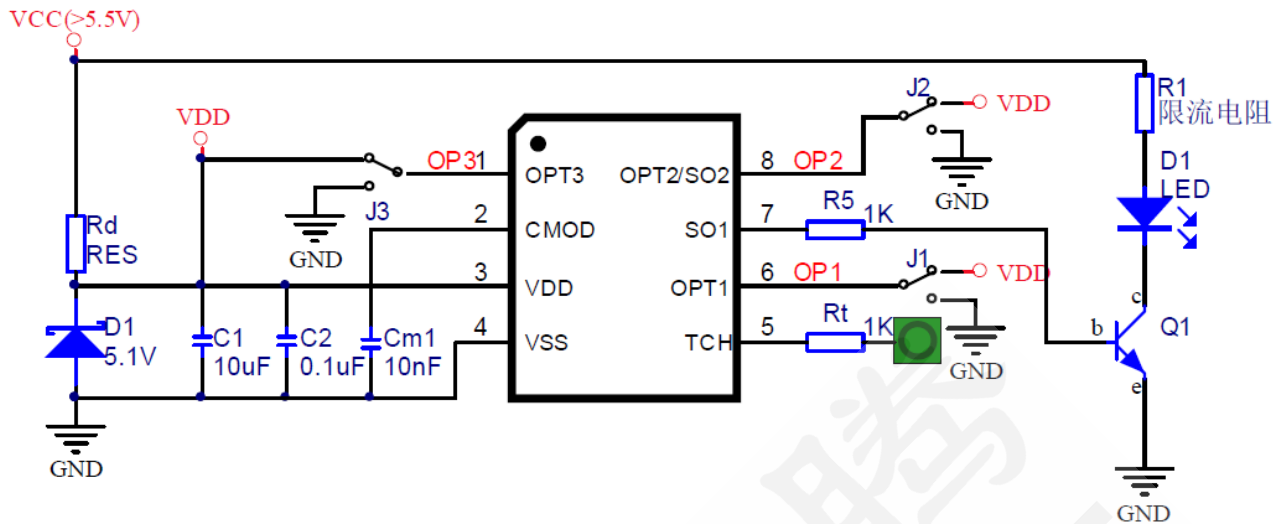 VCC(>5.5V)
VDD
J2
VDD
R1
限流电阻
OP3
1
OPT3
OPT2/SO2
8
OP2
GND
D1
LED
J3
GND
2
CMOD
SO1
7
R5
1K
Rd
RES
3
VDD
OPT1
6
OP1
J1
VDD
D1
5.1V
C1
10uF
C2
0.1uF
Cm1
10nF
4
VSS
TCH
5
Rt
1K
GND
c
b
Q1
e
GND
GND
腾